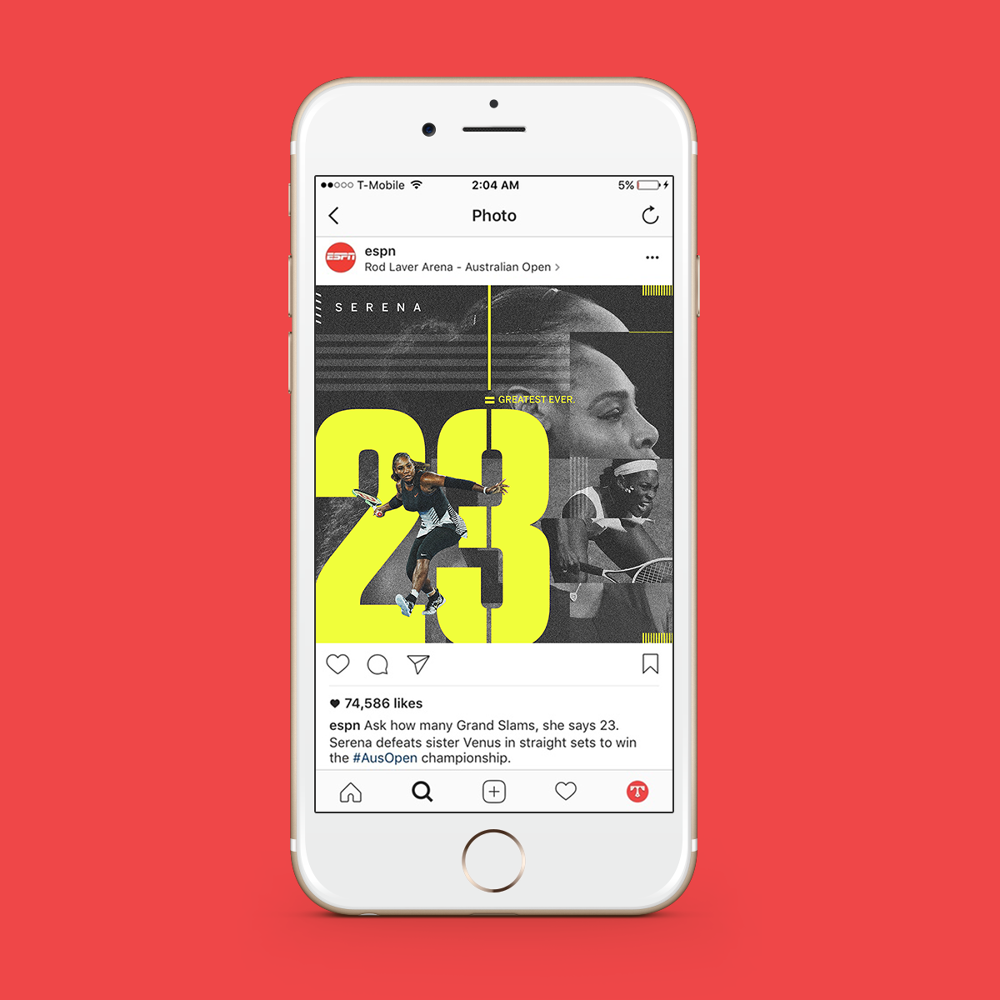 T-Mobile 2:04 AM 5%
Photo
ESPN
espn
Rod Laver Arena - Australian Open >
SERENA
= GREATEST EVER.
23
74,586 likes
espn Ask how many Grand Slams, she says 23.
Serena defeats sister Venus in straight sets to win
the #AusOpen championship.
T